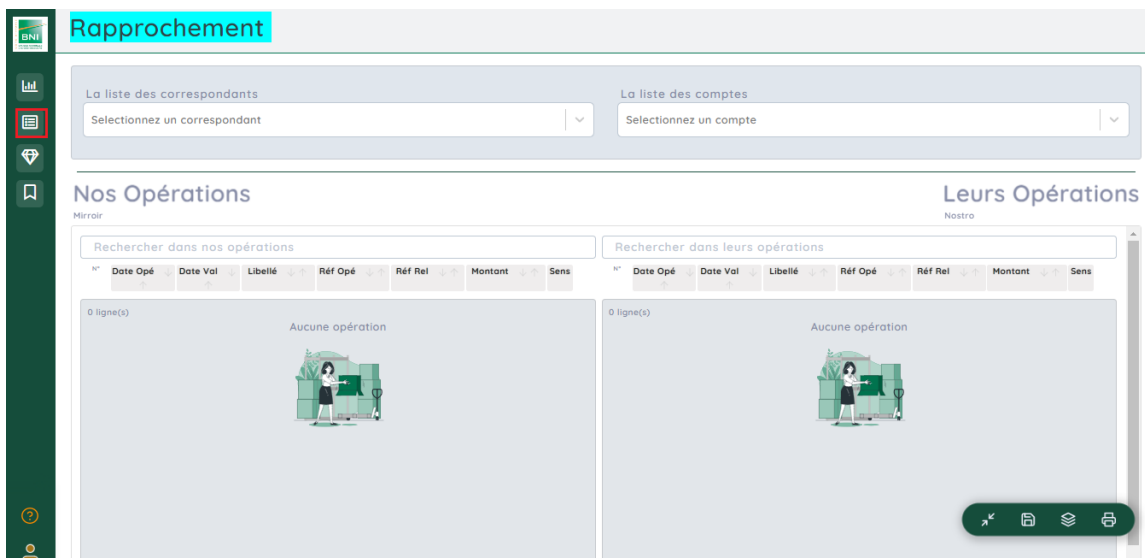 BNI
Rapprochement
La liste des correspondants
Selectionnez un correspondant
La liste des comptes
Selectionnez un compte
Nos Opérations
Mirroir
Leurs Opérations
Nostro
Rechercher dans nos opérations
N° Date Opé Date Val Libellé Réf Opé Réf Rel Montant Sens
0 ligne(s)
Aucune opération
Rechercher dans leurs opérations
N° Date Opé Date Val Libellé Réf Opé Réf Rel Montant Sens
0 ligne(s)
Aucune opération